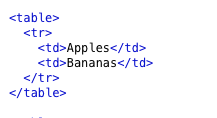 <table>
  <tr>
    <td>Apples</td>
    <td>Bananas</td>
  </tr>
</table>